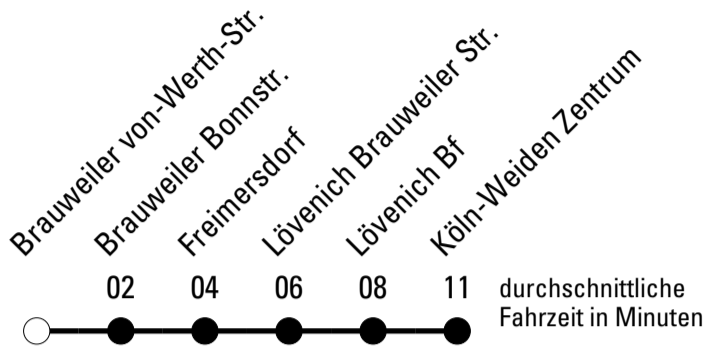 Brauweiler von-Werth-Str.
Brauweiler Bonnstr.
Freimersdorf
Lövenich Brauweiler Str.
Lövenich Bf
Köln-Weiden Zentrum
02 04 06 08 11
durchschnittliche
Fahrzeit in Minuten